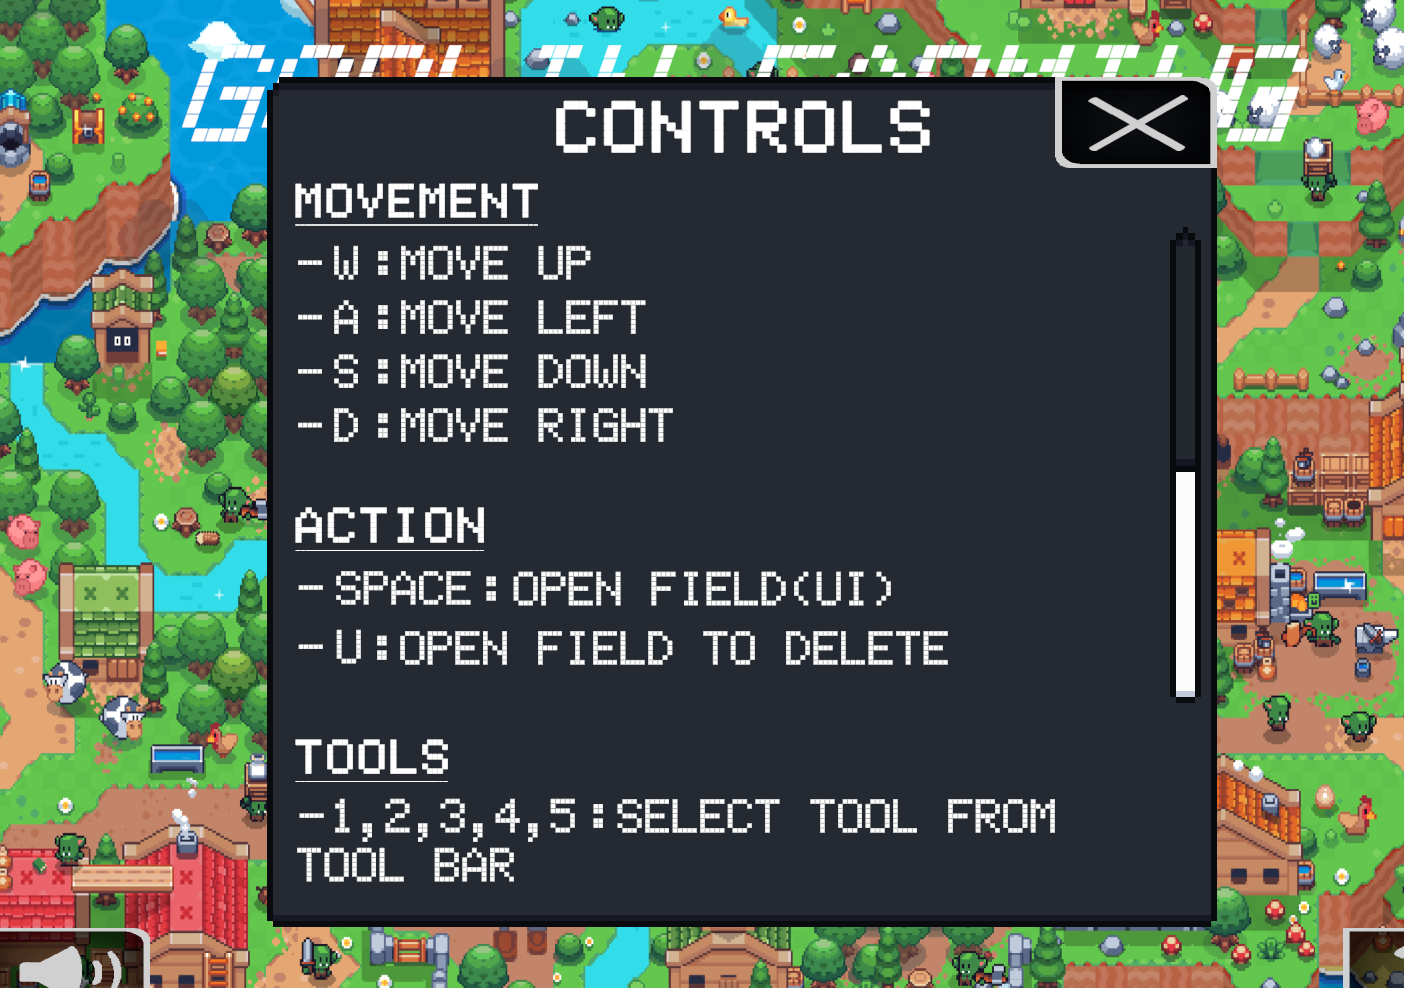 CONTROLS
MOVEMENT
-W:MOVE UP
-A:MOVE LEFT
-S:MOVE DOWN
-D:MOVE RIGHT
ACTION
-SPACE:OPEN FIELD(UI)
-U:OPEN FIELD TO DELETE
TOOLS
-1,2,3,4,5:SELECT TOOL FROM
TOOL BAR